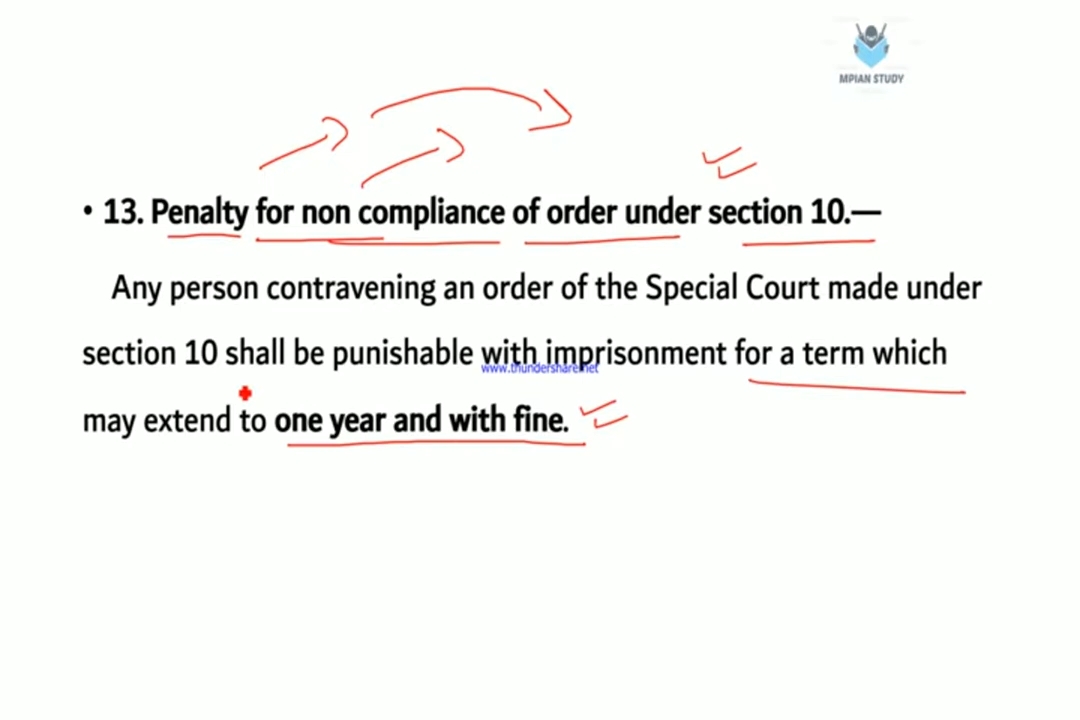 MPIAN STUDY
• 13. Penalty for non compliance of order under section 10.—
Any person contravening an order of the Special Court made under
section 10 shall be punishable with imprisonment for a term which
www.thundershare.net
may extend to one year and with fine.